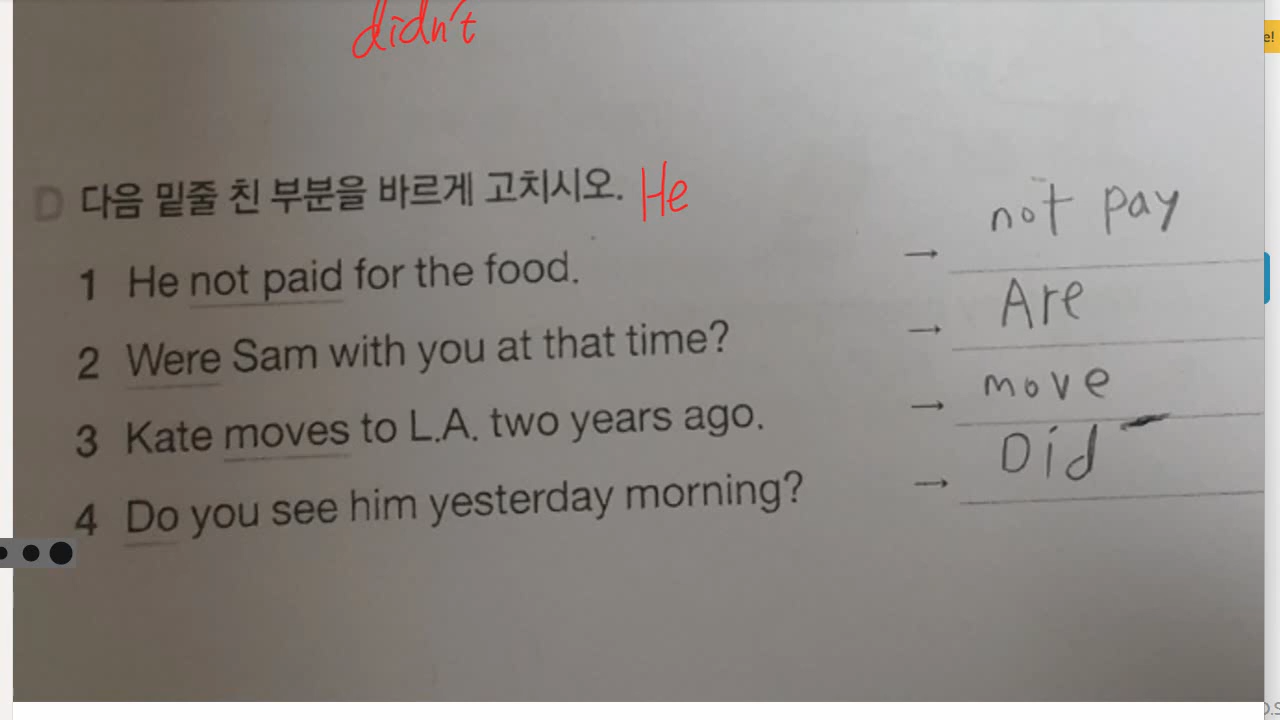 didn't
D 다음 밑줄 친 부분을 바르게 고치시오. He
1 He not paid for the food. → not pay
2 Were Sam with you at that time? → Are
3 Kate moves to L.A. two years ago. → move
4 Do you see him yesterday morning? → Did
e!